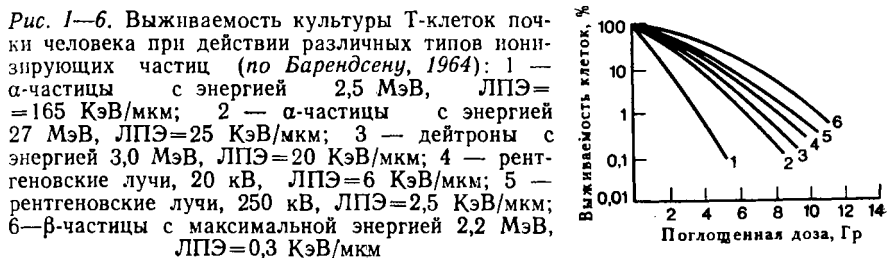 Рис. I—6. Выживаемость культуры Т-клеток поч-
ки человека при действии различных типов иони-
зирующих частиц (по Барендсену, 1964): 1 —
α-частицы с энергией 2,5 МэВ, ЛПЭ=
=165 КэВ/мкм; 2 — α-частицы с энергией
27 МэВ, ЛПЭ=25 КэВ/мкм; 3 — дейтроны с
энергией 3,0 МэВ, ЛПЭ=20 КэВ/мкм; 4 — рент-
геновские лучи, 20 кВ, ЛПЭ=6 КэВ/мкм; 5 —
рентгеновские лучи, 250 кВ, ЛПЭ=2,5 КэВ/мкм;
6—β-частицы с максимальной энергией 2,2 МэВ,
ЛПЭ=0,3 КэВ/мкм
Выживаемость клеток, %
100
10
1
0,1
0,01
1
2
3
4
5
6
2 4 6 8 10 12 14
Поглощенная доза, Гр